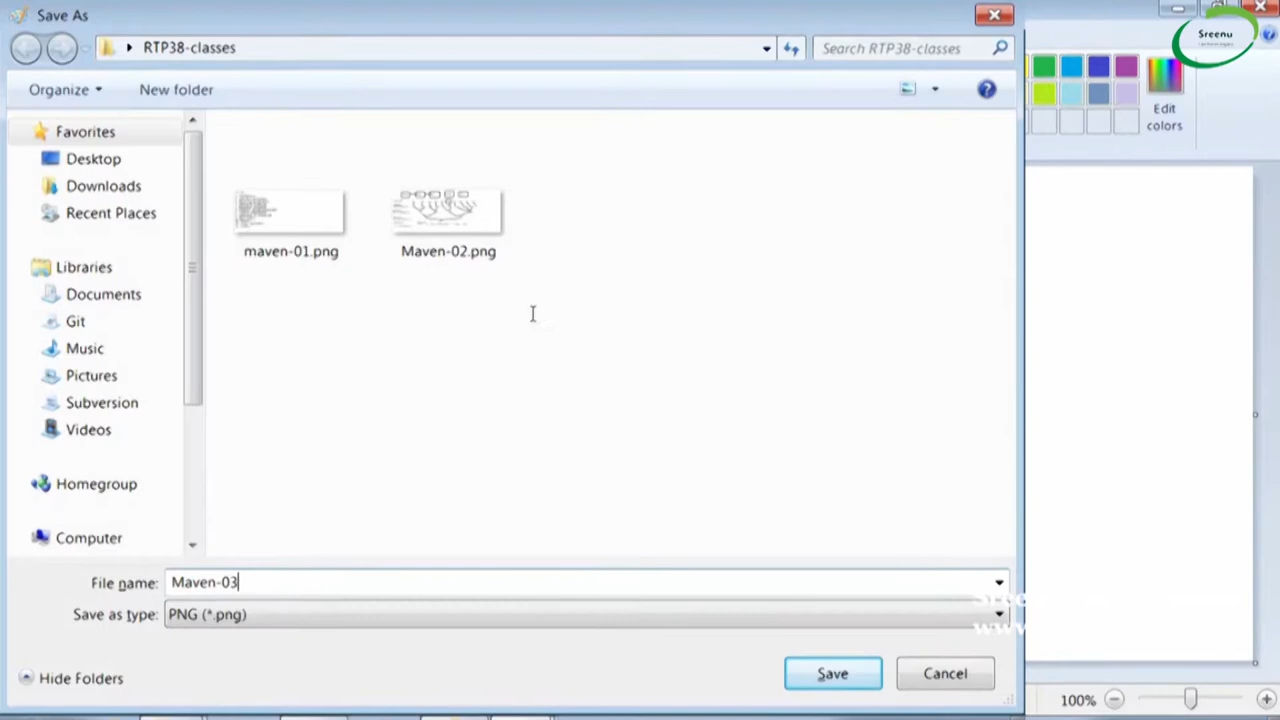 Save As
Sreenu
RTP38-classes
Search RTP38-classes
Organize
New folder
Edit
colors
Favorites
Desktop
Downloads
Recent Places
Libraries
Documents
Git
Music
Pictures
Subversion
Videos
Homegroup
Computer
maven-01.png
Maven-02.png
File name:
Maven-03
Save as type:
PNG (*.png)
Hide Folders
Save
Cancel
100%